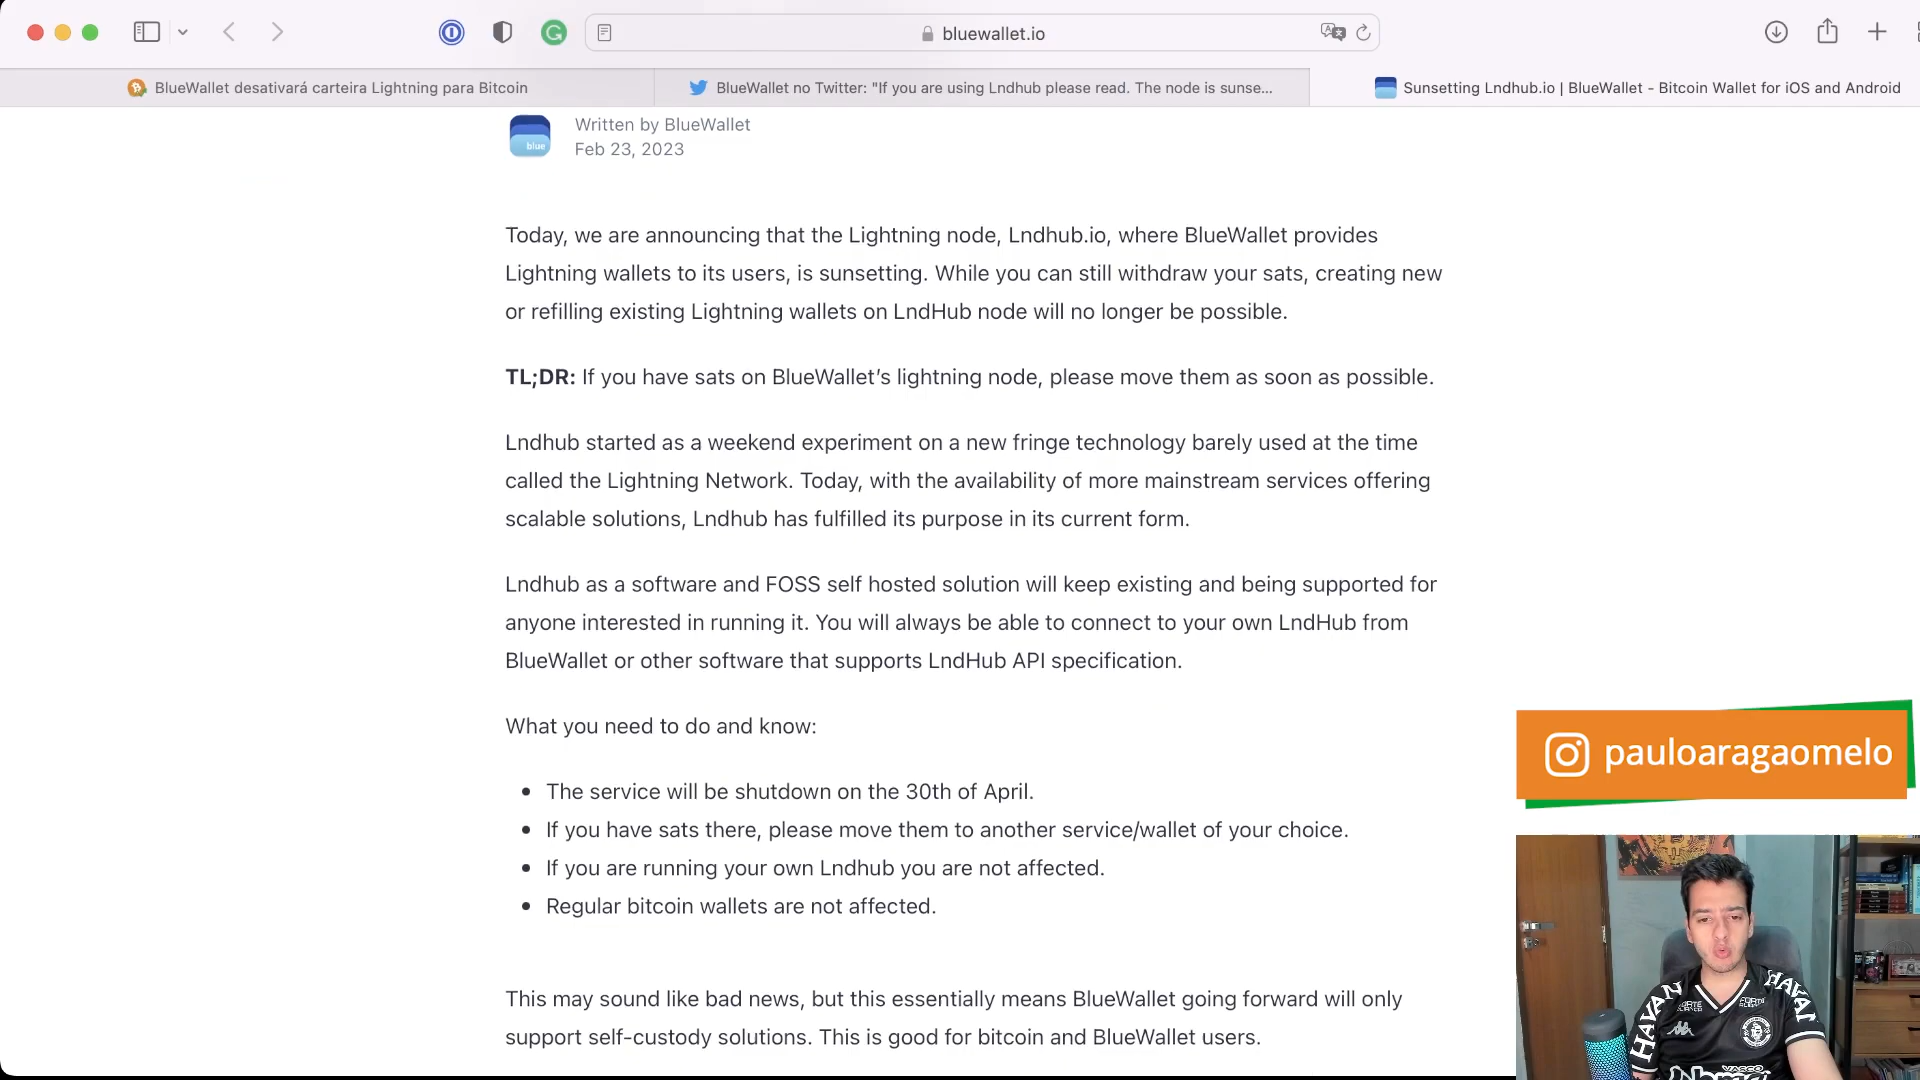 bluewallet.io
BlueWallet desativará carteira Lightning para Bitcoin
BlueWallet no Twitter: "If you are using Lndhub please read. The node is sunse...
Sunsetting Lndhub.io | BlueWallet - Bitcoin Wallet for iOS and Android
blue
Written by BlueWallet
Feb 23, 2023
Today, we are announcing that the Lightning node, Lndhub.io, where BlueWallet provides
Lightning wallets to its users, is sunsetting. While you can still withdraw your sats, creating new
or refilling existing Lightning wallets on LndHub node will no longer be possible.
TL;DR: If you have sats on BlueWallet’s lightning node, please move them as soon as possible.
Lndhub started as a weekend experiment on a new fringe technology barely used at the time
called the Lightning Network. Today, with the availability of more mainstream services offering
scalable solutions, Lndhub has fulfilled its purpose in its current form.
Lndhub as a software and FOSS self hosted solution will keep existing and being supported for
anyone interested in running it. You will always be able to connect to your own LndHub from
BlueWallet or other software that supports LndHub API specification.
What you need to do and know:
• The service will be shutdown on the 30th of April.
• If you have sats there, please move them to another service/wallet of your choice.
• If you are running your own Lndhub you are not affected.
• Regular bitcoin wallets are not affected.
This may sound like bad news, but this essentially means BlueWallet going forward will only
support self-custody solutions. This is good for bitcoin and BlueWallet users.
pauloaragaomelo
HAVAN
HAVAN
VASCO